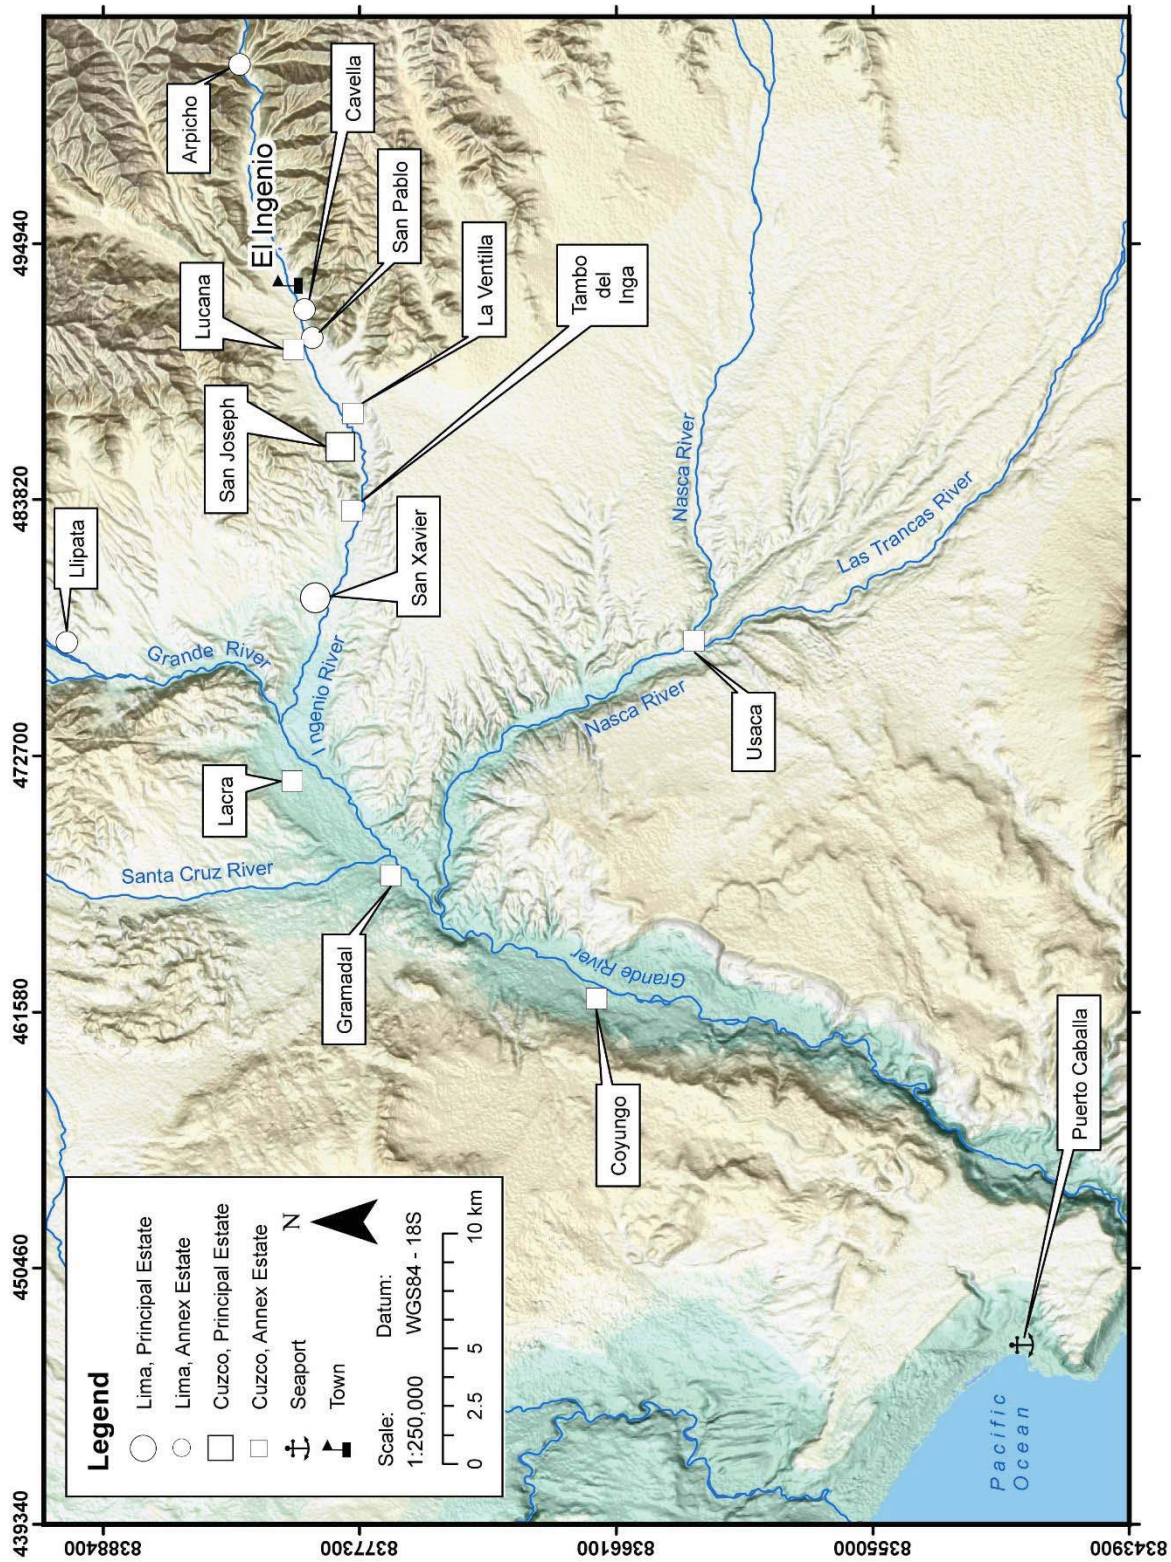 439340
450460
461580
472700
483820
494940
8388400
8377300
8366100
8355000
8343900
Legend
Lima, Principal Estate
Lima, Annex Estate
Cuzco, Principal Estate
Cuzco, Annex Estate
Seaport
Town
N
Scale:
1:250,000
Datum:
WGS84 - 18S
0 2.5 5 10 km
Llipata
Arpicho
Grande River
Santa Cruz River
Lacra
San Joseph
Lucana
El Ingenio
Cavella
San Pablo
Ingenio River
Gramadal
San Xavier
La Ventilla
Tambo
del
Inga
Grande River
Coyungo
Nasca River
Nasca River
Usaca
Las Trancas River
Puerto Caballa
Pacific
Ocean